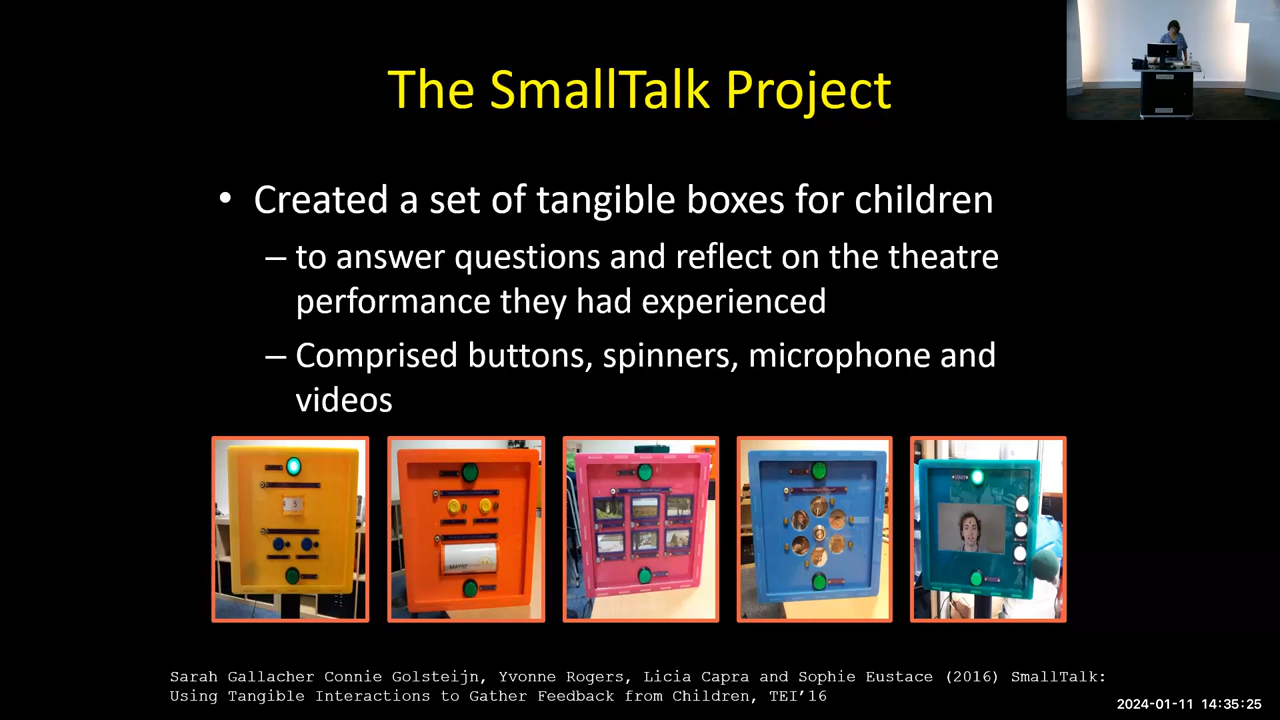 The SmallTalk Project
• Created a set of tangible boxes for children
– to answer questions and reflect on the theatre
performance they had experienced
– Comprised buttons, spinners, microphone and
videos
5
MAYBE
Sarah Gallacher Connie Golsteijn, Yvonne Rogers, Licia Capra and Sophie Eustace (2016) SmallTalk:
Using Tangible Interactions to Gather Feedback from Children, TEI’16
2024-01-11 14:35:25